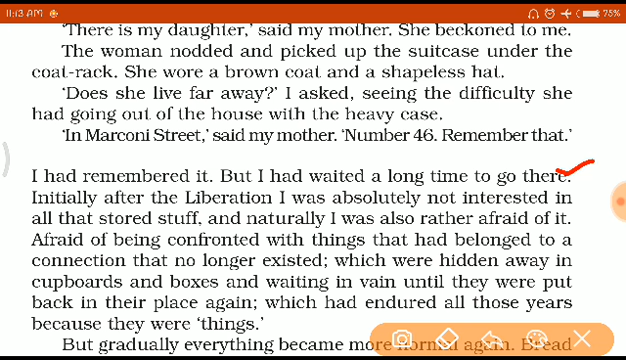 11:13 AM
75%
'There is my daughter,' said my mother. She beckoned to me.
The woman nodded and picked up the suitcase under the
coat-rack. She wore a brown coat and a shapeless hat.
'Does she live far away?' I asked, seeing the difficulty she
had going out of the house with the heavy case.
'In Marconi Street,' said my mother. 'Number 46. Remember that.'
I had remembered it. But I had waited a long time to go there.
Initially after the Liberation I was absolutely not interested in
all that stored stuff, and naturally I was also rather afraid of it.
Afraid of being confronted with things that had belonged to a
connection that no longer existed; which were hidden away in
cupboards and boxes and waiting in vain until they were put
back in their place again; which had endured all those years
because they were 'things.'
But gradually everything became more normal again. Bread